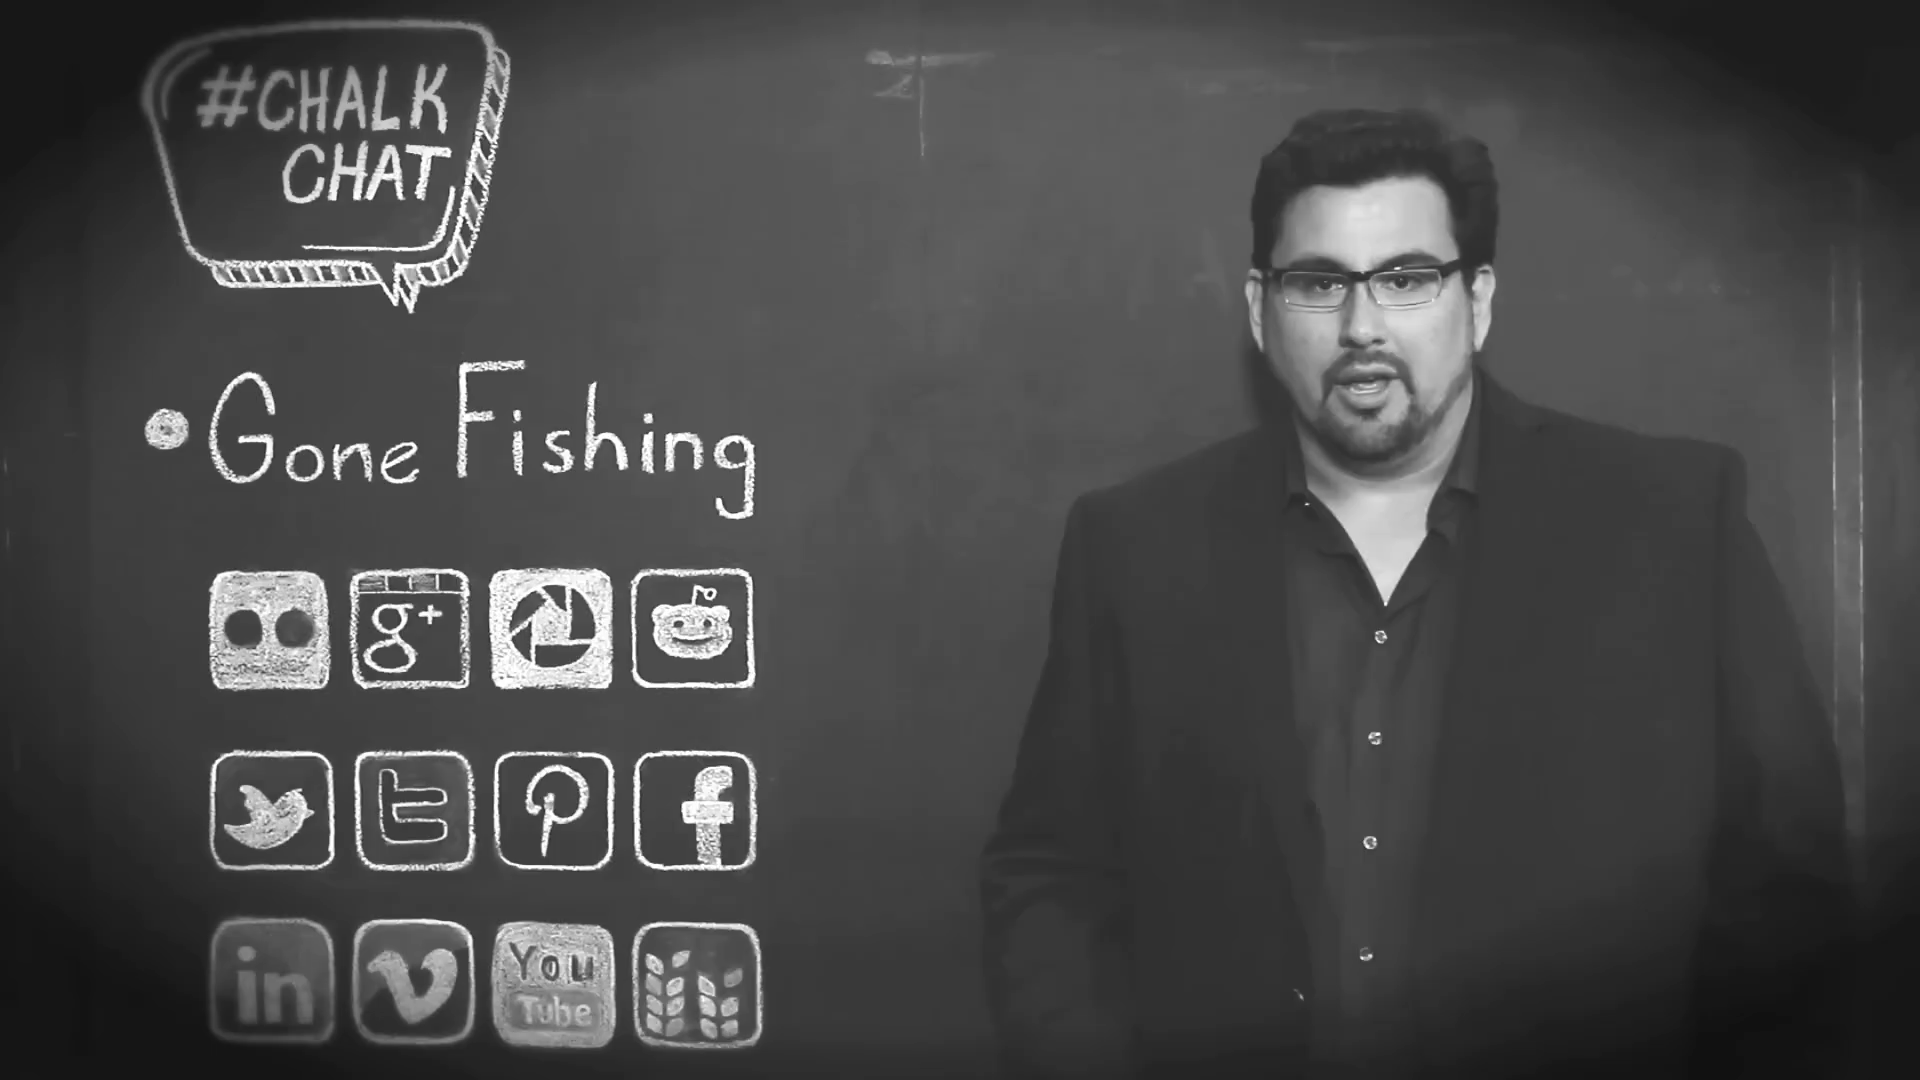 #CHALK
CHAT
• Gone Fishing
g+
t P f
in v You
Tube